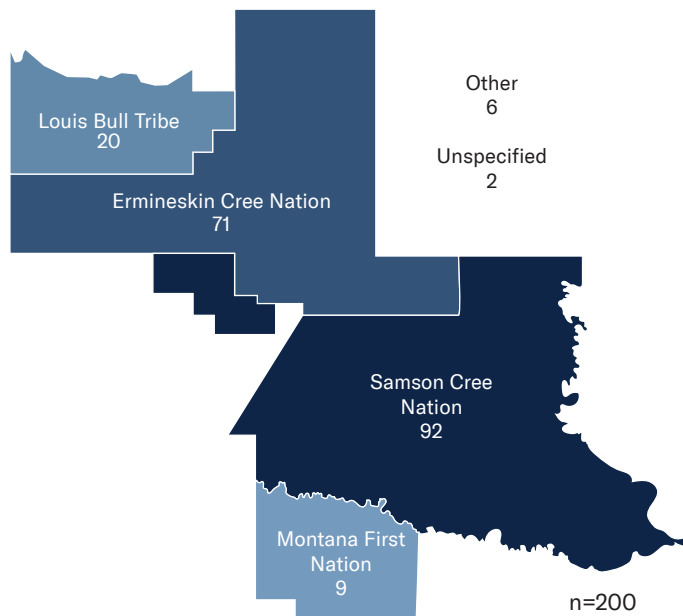 Other
6
Louis Bull Tribe
20
Unspecified
2
Ermineskin Cree Nation
71
Samson Cree
Nation
92
Montana First
Nation
9
n=200